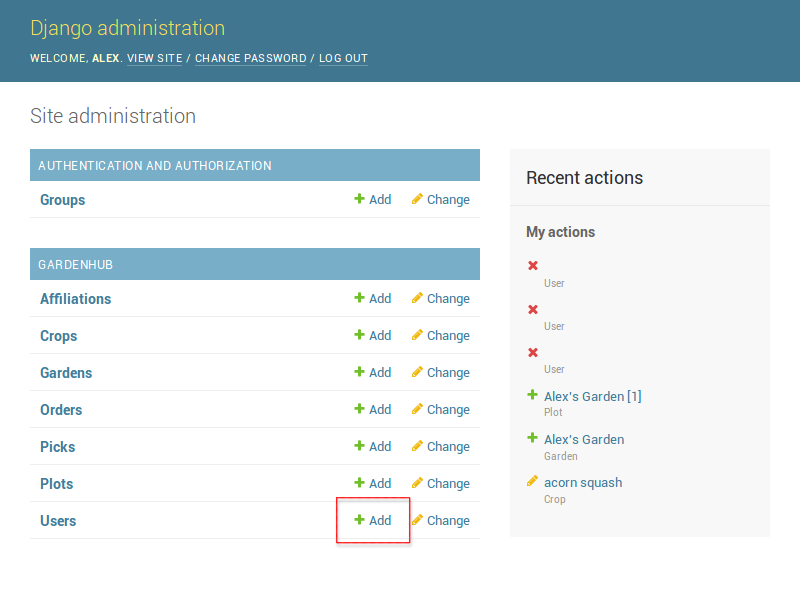 Django administration
WELCOME, ALEX. VIEW SITE / CHANGE PASSWORD / LOG OUT
Site administration
AUTHENTICATION AND AUTHORIZATION
Groups Add Change
GARDENHUB
Affiliations Add Change
Crops Add Change
Gardens Add Change
Orders Add Change
Picks Add Change
Plots Add Change
Users Add Change
Recent actions
My actions
User
User
User
Alex's Garden [1]
Plot
Alex's Garden
Garden
acorn squash
Crop